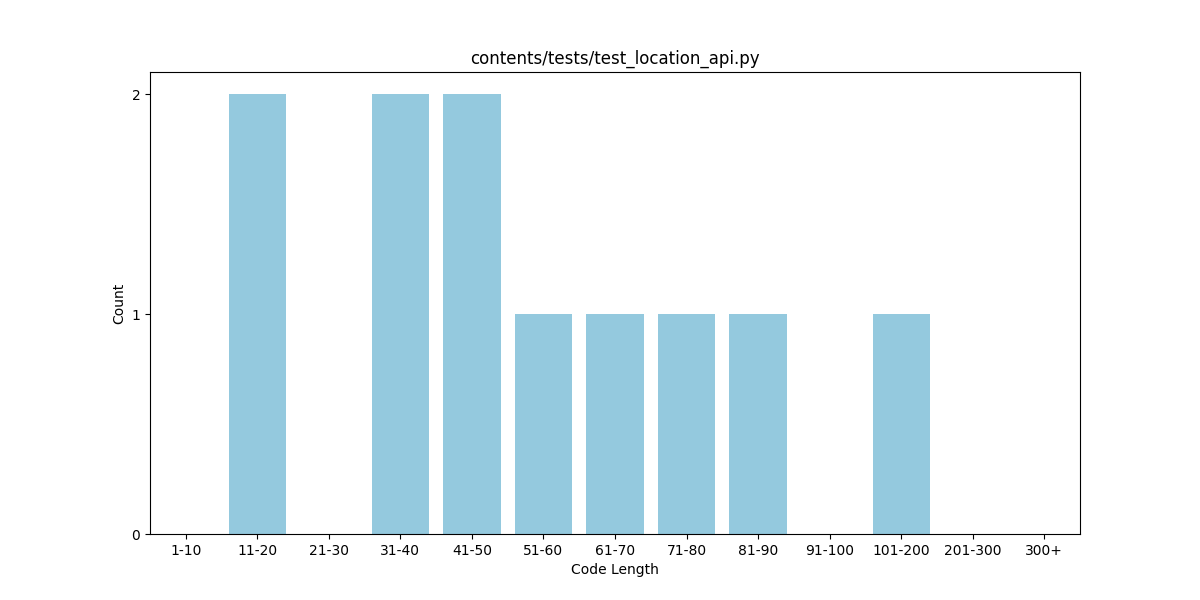 contents/tests/test_location_api.py
2
1
0
Count
1-10 11-20 21-30 31-40 41-50 51-60 61-70 71-80 81-90 91-100 101-200 201-300 300+
Code Length